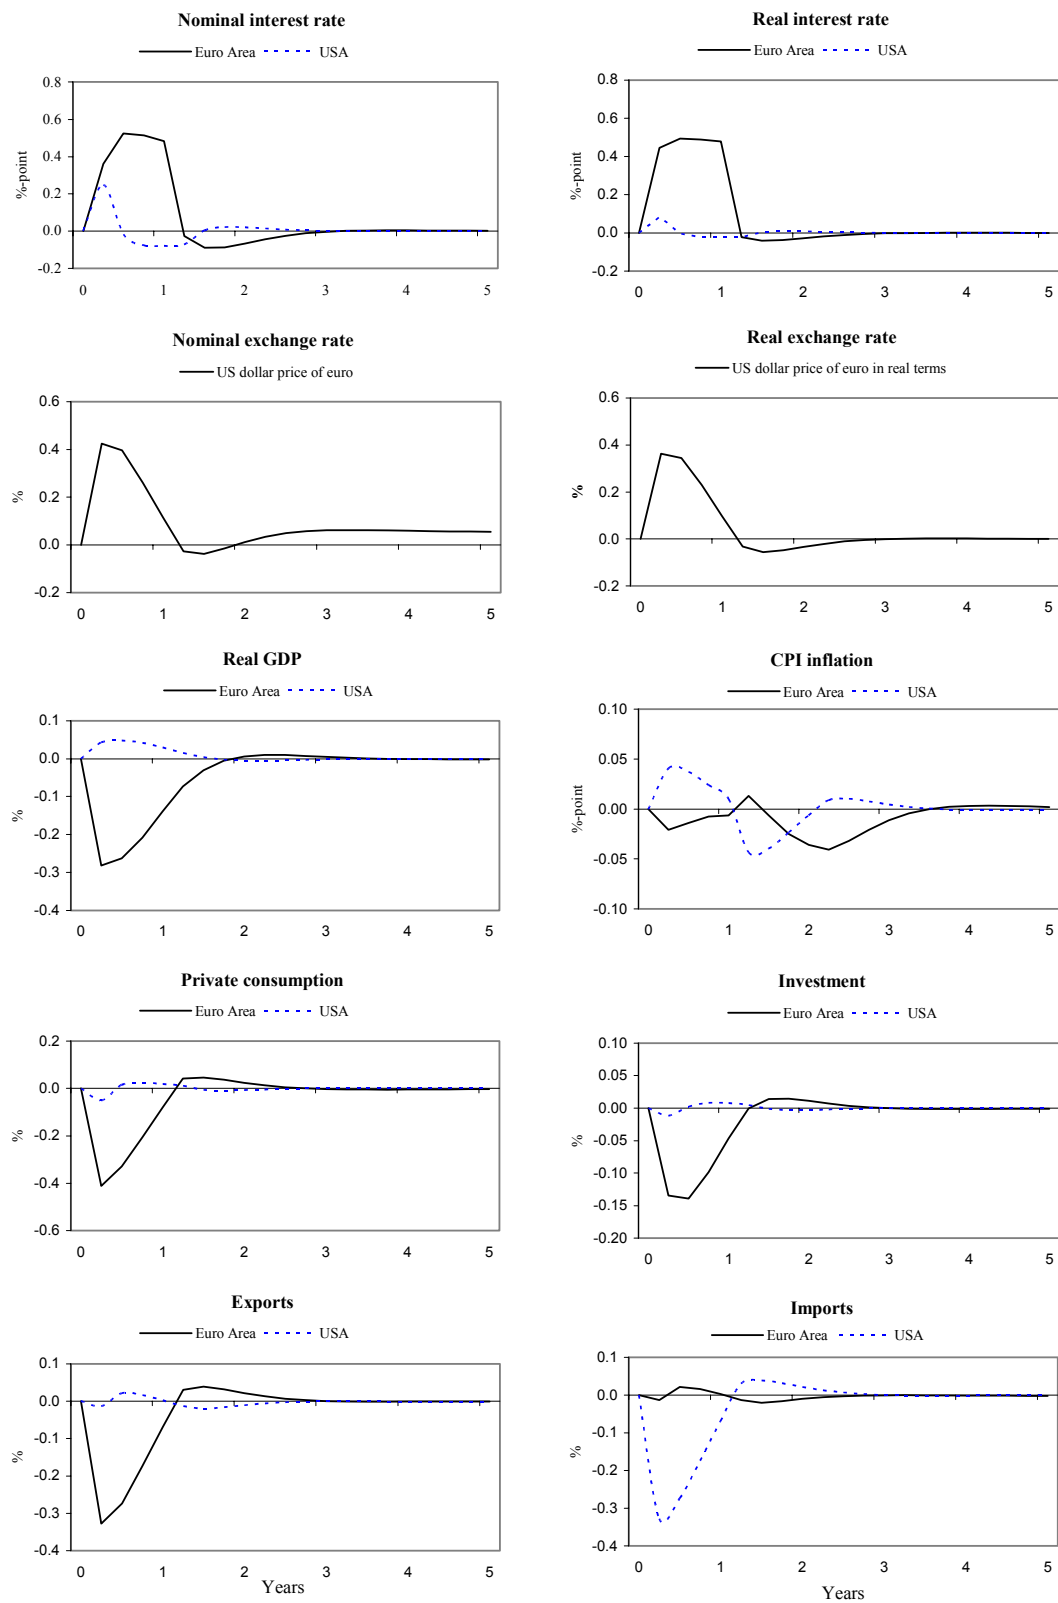 Nominal interest rate
Euro Area USA
%-point
0.8
0.6
0.4
0.2
0.0
-0.2
0 1 2 3 4 5
Real interest rate
Euro Area USA
0.8
0.6
0.4
0.2
0.0
-0.2
0 1 2 3 4 5
Nominal exchange rate
US dollar price of euro
%
0.6
0.4
0.2
0.0
-0.2
0 1 2 3 4 5
Real exchange rate
US dollar price of euro in real terms
%
0.6
0.4
0.2
0.0
-0.2
0 1 2 3 4 5
Real GDP
Euro Area USA
%
0.1
0.0
-0.1
-0.2
-0.3
-0.4
0 1 2 3 4 5
CPI inflation
Euro Area USA
%-point
0.10
0.05
0.00
-0.05
-0.10
0 1 2 3 4 5
Private consumption
Euro Area USA
%
0.2
0.0
-0.2
-0.4
-0.6
0 1 2 3 4 5
Investment
Euro Area USA
%
0.10
0.05
0.00
-0.05
-0.10
-0.15
-0.20
0 1 2 3 4 5
Exports
Euro Area USA
%
0.1
0.0
-0.1
-0.2
-0.3
-0.4
0 1 2 3 4 5
Years
Imports
Euro Area USA
%
0.1
0.0
-0.1
-0.2
-0.3
-0.4
0 1 2 3 4 5
Years